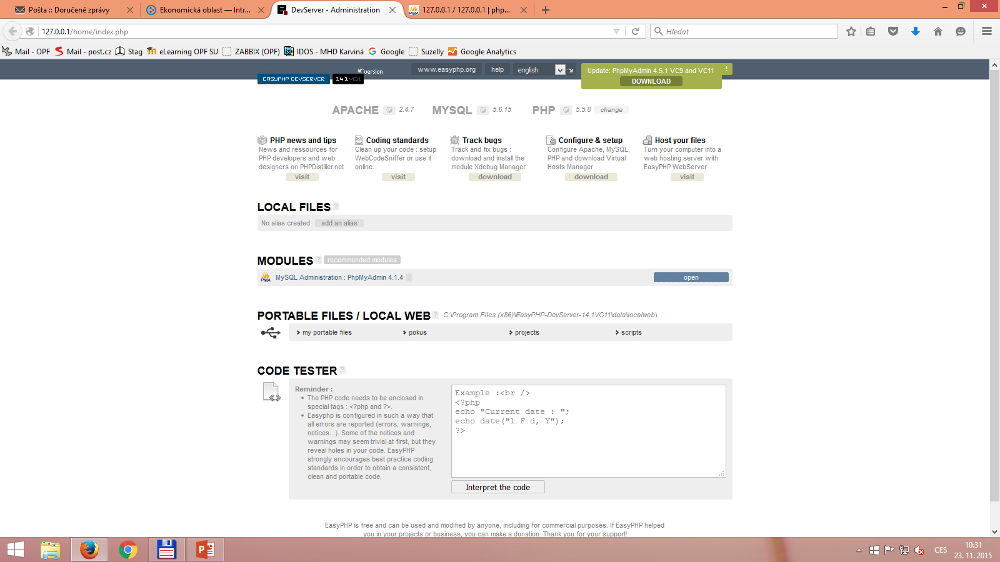 Pošta :: Doručené zprávy
Ekonomická oblast — Intr...
DevServer - Administration
127.0.0.1 / 127.0.0.1 | php...
127.0.0.1/home/index.php
Hledat
Mail - OPF
Mail - post.cz
Stag
eLearning OPF SU
ZABBIX (OPF)
IDOS - MHD Karviná
Google
Suzelly
Google Analytics
EASYPHP DEVSERVER
14.1 VC11
version
www.easyphp.org
help
english
Update: PhpMyAdmin 4.5.1 VC9 and VC11
!
DOWNLOAD
APACHE 2.4.7
MYSQL 5.6.15
PHP 5.5.8 change
PHP news and tips
News and ressources for
PHP developers and web
designers on PHPDistiller.net
visit
Coding standards
Clean up your code : setup
WebCodeSniffer or use it
online.
visit
Track bugs
Track and fix bugs :
download and install the
module Xdebug Manager
download
Configure & setup
Configure Apache, MySQL,
PHP and download Virtual
Hosts Manager
download
Host your files
Turn your computer into a
web hosting server with
EasyPHP WebServer
visit
LOCAL FILES ?
No alias created add an alias
MODULES ? recommended modules
PMA MySQL Administration : PhpMyAdmin 4.1.4 ? open
PORTABLE FILES / LOCAL WEB ? C:\Program Files (x86)\EasyPHP-DevServer-14.1VC11\data\localweb\
my portable files
pokus
projects
scripts
CODE TESTER ?
Reminder :
• The PHP code needs to be enclosed in
special tags : <?php and ?>.
• Easyphp is configured in such a way that
all errors are reported (errors, warnings,
notices...). Some of the notices and
warnings may seem trivial at first, but they
reveal holes in your code. EasyPHP
strongly encourages best practice coding
standards in order to obtain a consistent,
clean and portable code.
Example :<br />
<?php
echo "Current date : ";
echo date("l F d, Y");
?>
Interpret the code
EasyPHP is free and can be used and modified by anyone, including for commercial purposes. If EasyPHP helped
you in your projects or business, you can make a donation. Thank you for your support!
CES
10:31
23. 11. 2015